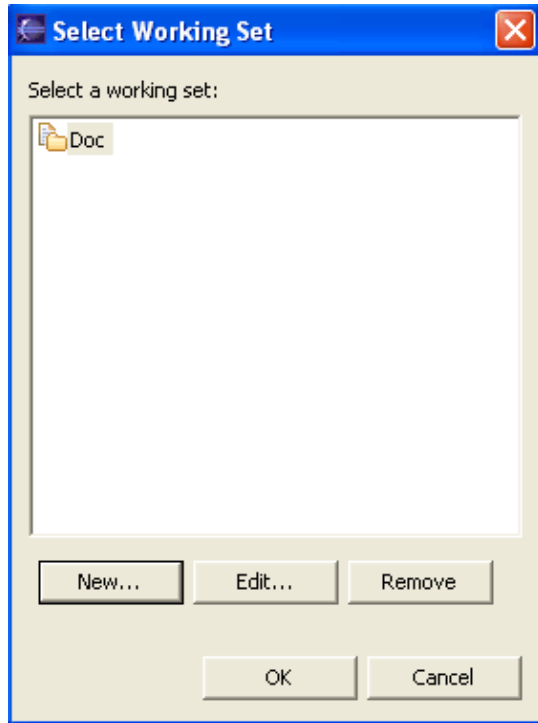 Select Working Set
Select a working set:
Doc
New... Edit... Remove
OK Cancel